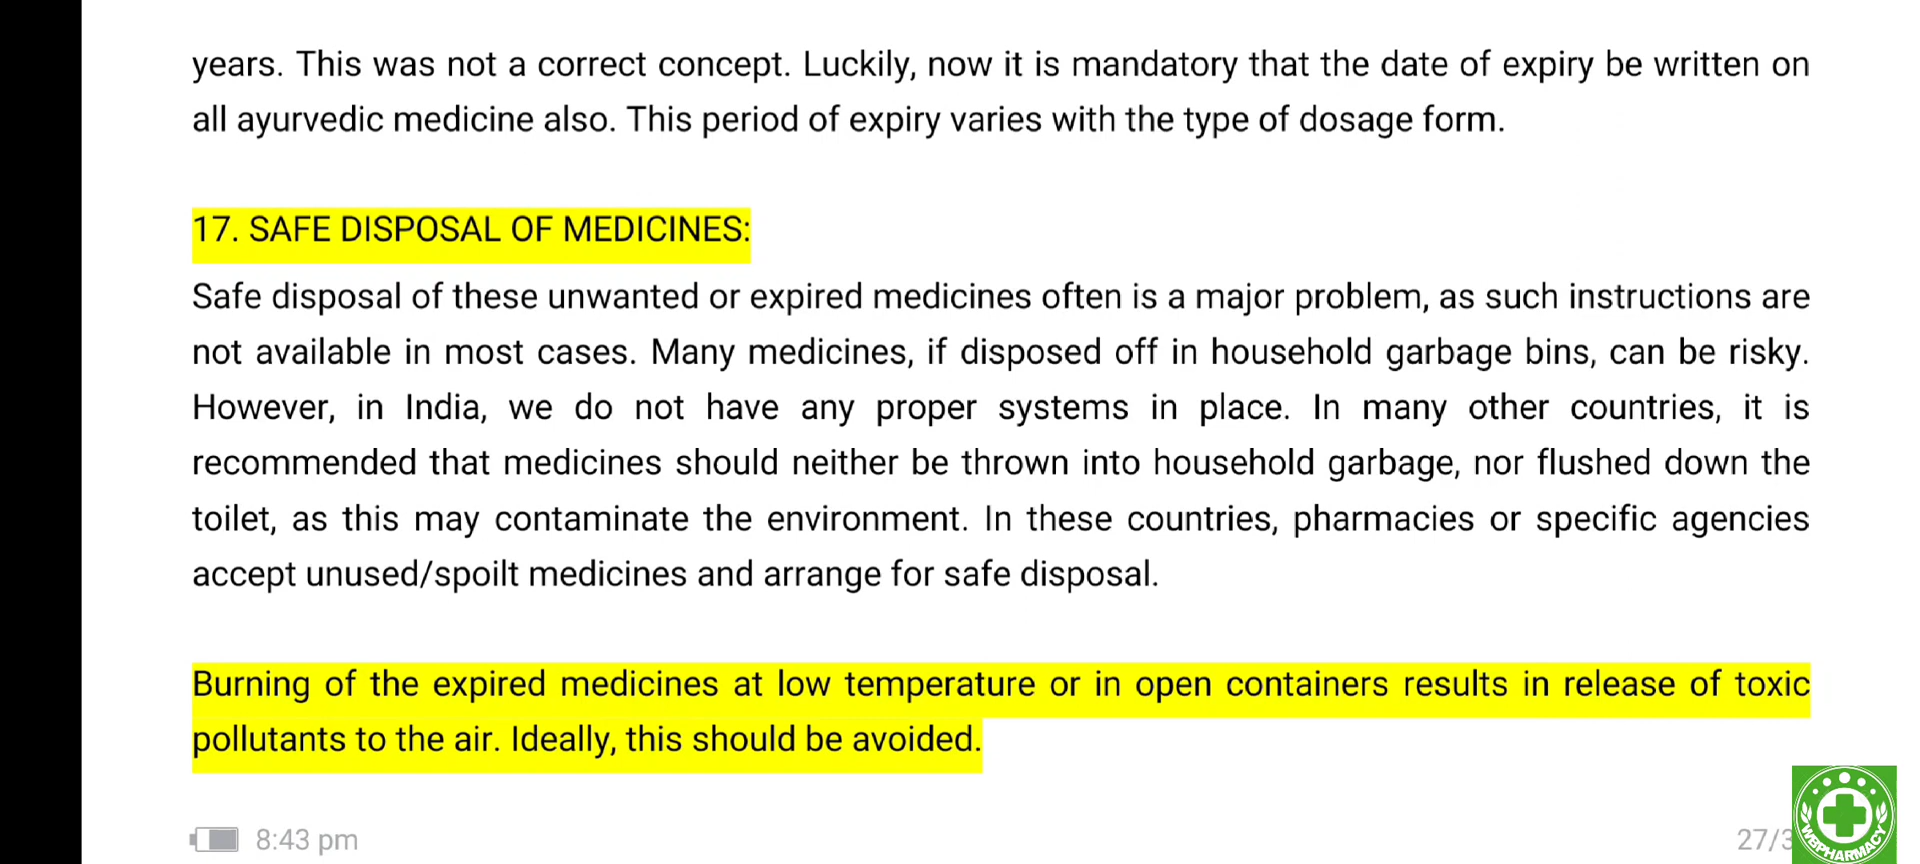 years. This was not a correct concept. Luckily, now it is mandatory that the date of expiry be written on
all ayurvedic medicine also. This period of expiry varies with the type of dosage form.
17. SAFE DISPOSAL OF MEDICINES:
Safe disposal of these unwanted or expired medicines often is a major problem, as such instructions are
not available in most cases. Many medicines, if disposed off in household garbage bins, can be risky.
However, in India, we do not have any proper systems in place. In many other countries, it is
recommended that medicines should neither be thrown into household garbage, nor flushed down the
toilet, as this may contaminate the environment. In these countries, pharmacies or specific agencies
accept unused/spoilt medicines and arrange for safe disposal.
Burning of the expired medicines at low temperature or in open containers results in release of toxic
pollutants to the air. Ideally, this should be avoided.
8:43 pm
27/3
WBPHARMACY